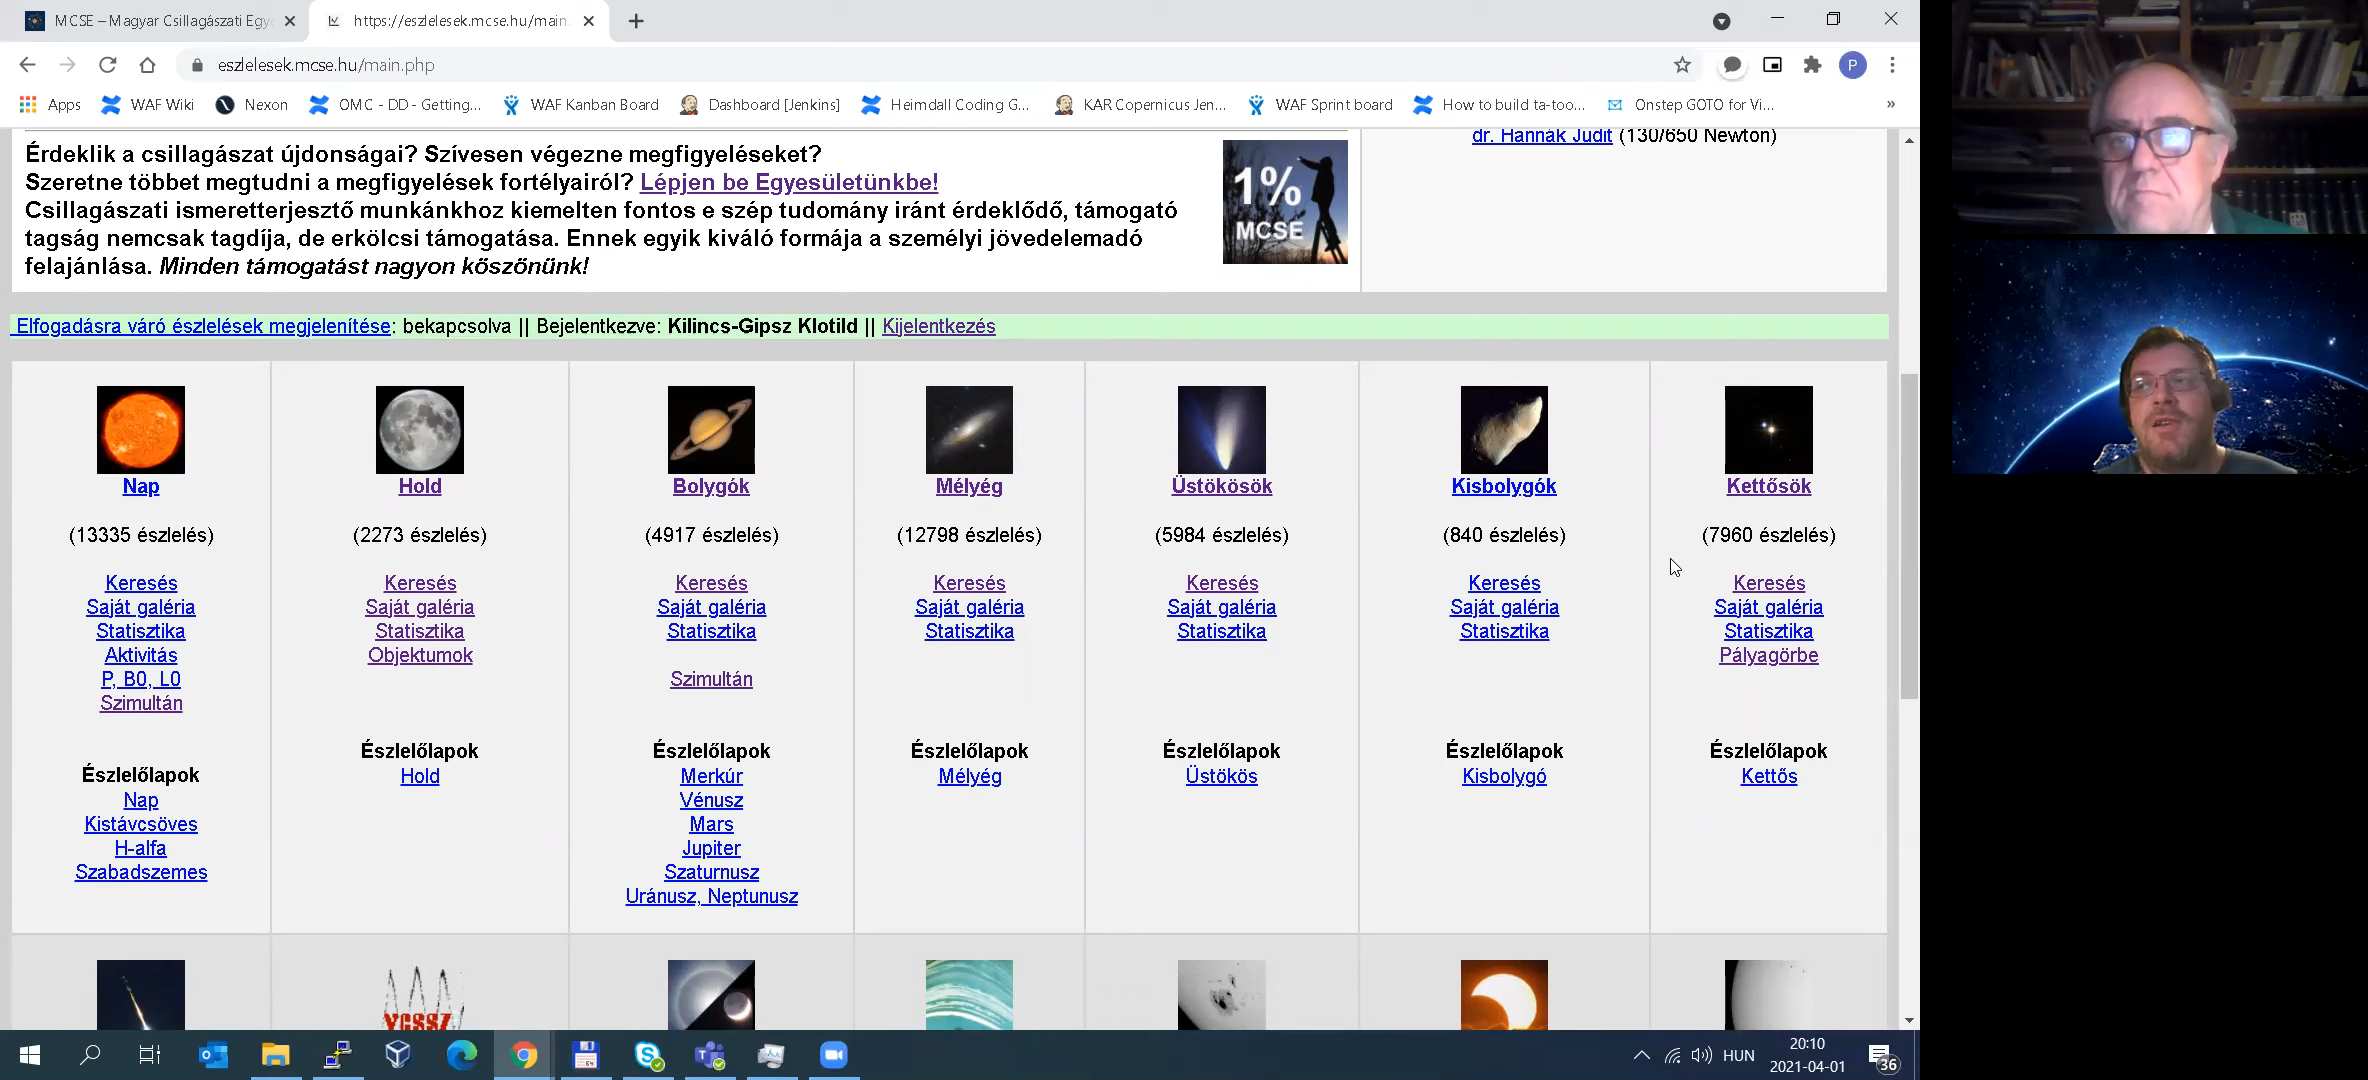 MCSE – Magyar Csillagászati Egy
https://eszlelesek.mcse.hu/main.
eszlelesek.mcse.hu/main.php
P
Apps
WAF Wiki
Nexon
OMC - DD - Getting...
WAF Kanban Board
Dashboard [Jenkins]
Heimdall Coding G...
KAR Copernicus Jen...
WAF Sprint board
How to build ta-too...
Onstep GOTO for Vi...
»
dr. Hannák Judit (130/650 Newton)
Érdeklik a csillagászat újdonságai? Szívesen végezne megfigyeléseket?
Szeretne többet megtudni a megfigyelések fortélyairól? Lépjen be Egyesületünkbe!
Csillagászati ismeretterjesztő munkánkhoz kiemelten fontos e szép tudomány iránt érdeklődő, támogató
tagság nemcsak tagdíja, de erkölcsi támogatása. Ennek egyik kiváló formája a személyi jövedelemadó
felajánlása. Minden támogatást nagyon köszönünk!
1%
MCSE
Elfogadásra váró észlelések megjelenítése: bekapcsolva || Bejelentkezve: Kilincs-Gipsz Klotild || Kijelentkezés
Nap
(13335 észlelés)
Keresés
Saját galéria
Statisztika
Aktivitás
P, B0, L0
Szimultán
Észlelőlapok
Nap
Kistávcsöves
H-alfa
Szabadszemes
Hold
(2273 észlelés)
Keresés
Saját galéria
Statisztika
Objektumok
Észlelőlapok
Hold
Bolygók
(4917 észlelés)
Keresés
Saját galéria
Statisztika
Szimultán
Észlelőlapok
Merkúr
Vénusz
Mars
Jupiter
Szaturnusz
Uránusz, Neptunusz
Mélyég
(12798 észlelés)
Keresés
Saját galéria
Statisztika
Észlelőlapok
Mélyég
Üstökösök
(5984 észlelés)
Keresés
Saját galéria
Statisztika
Észlelőlapok
Üstökös
Kisbolygók
(840 észlelés)
Keresés
Saját galéria
Statisztika
Észlelőlapok
Kisbolygó
Kettősök
(7960 észlelés)
Keresés
Saját galéria
Statisztika
Pályagörbe
Észlelőlapok
Kettős
VCSSZ
64
HUN
20:10
2021-04-01
36